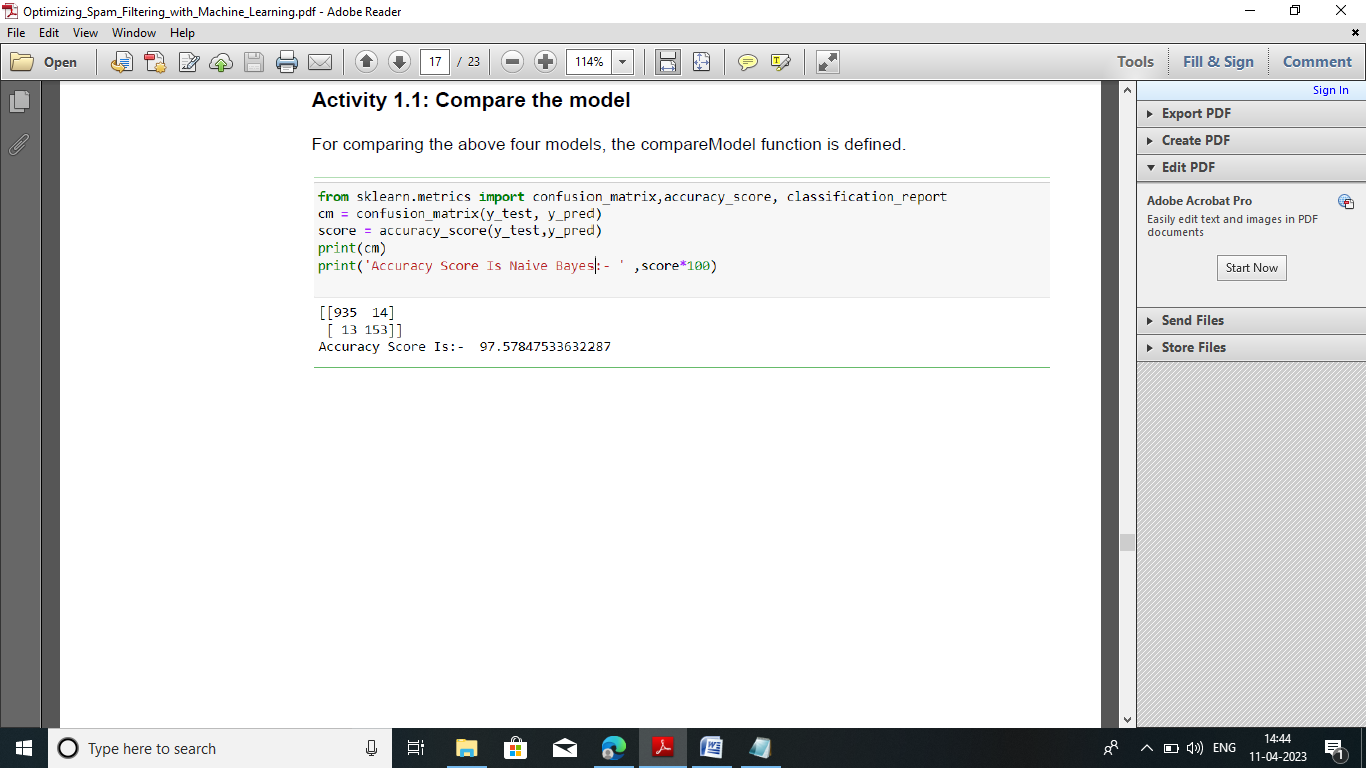 Optimizing_Spam_Filtering_with_Machine_Learning.pdf - Adobe Reader
File Edit View Window Help
Open 17 / 23 114% Tools Fill & Sign Comment
Sign In
Export PDF
Create PDF
Edit PDF
Adobe Acrobat Pro
Easily edit text and images in PDF
documents
Start Now
Send Files
Store Files
Activity 1.1: Compare the model
For comparing the above four models, the compareModel function is defined.
from sklearn.metrics import confusion_matrix,accuracy_score, classification_report
cm = confusion_matrix(y_test, y_pred)
score = accuracy_score(y_test,y_pred)
print(cm)
print('Accuracy Score Is Naive Bayes:- ' ,score*100)
[[935  14]
[ 13 153]]
Accuracy Score Is:-  97.57847533632287
Type here to search
ENG
14:44
11-04-2023
1